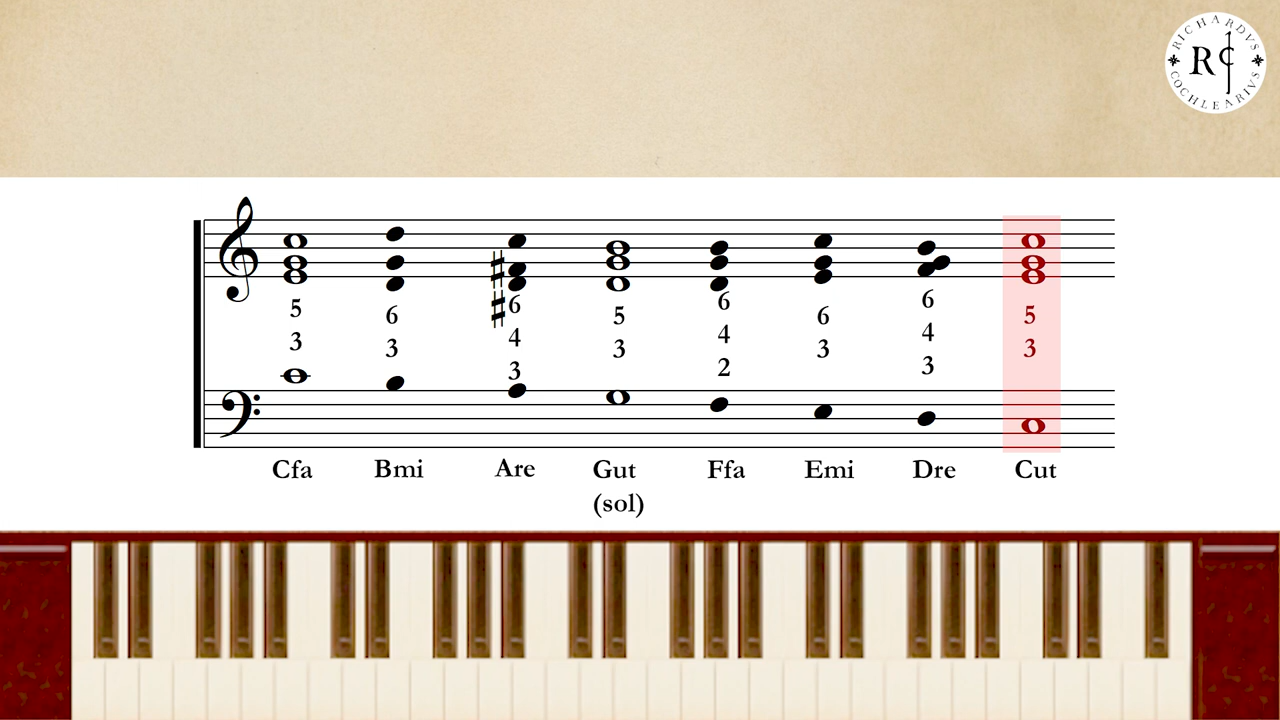 RICHARDVS
RC
COCHLEARIVS
5 6 ♯6 5 6 6 6 5
3 3 4 3 4 3 4 3
3 2 3
Cfa Bmi Are Gut Ffa Emi Dre Cut
(sol)